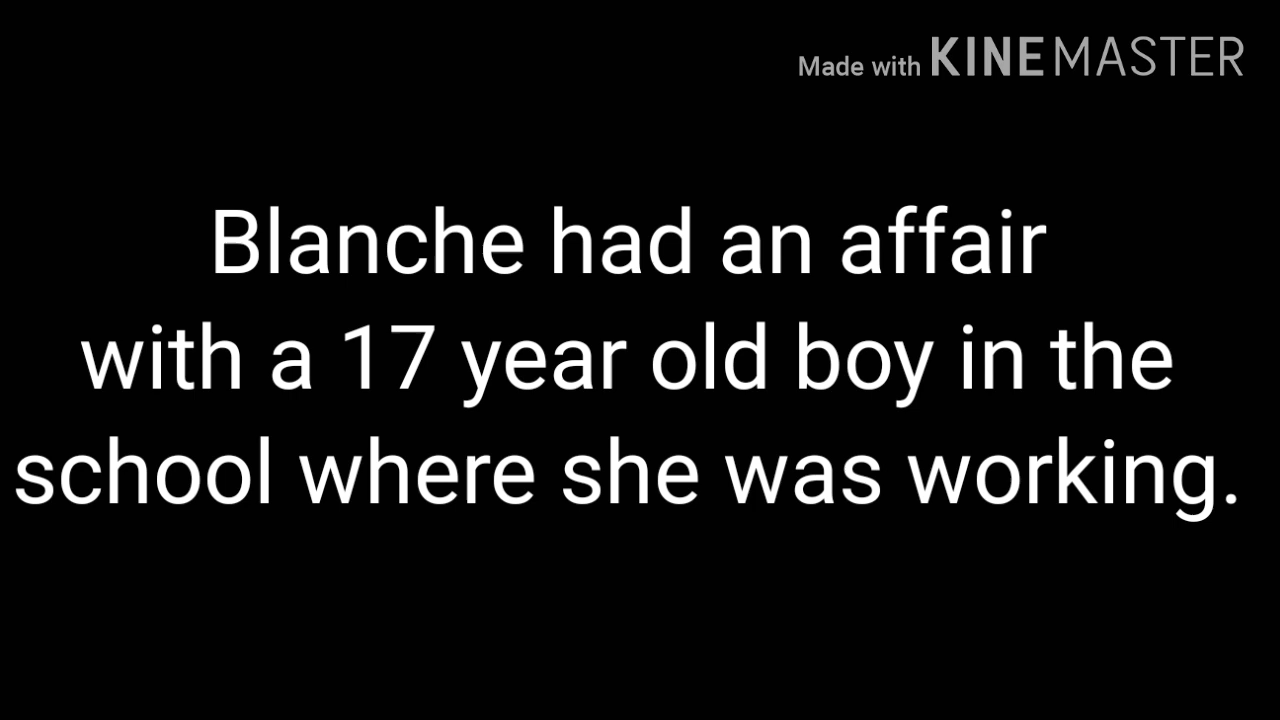 Made with KINEMASTER
Blanche had an affair
with a 17 year old boy in the
school where she was working.